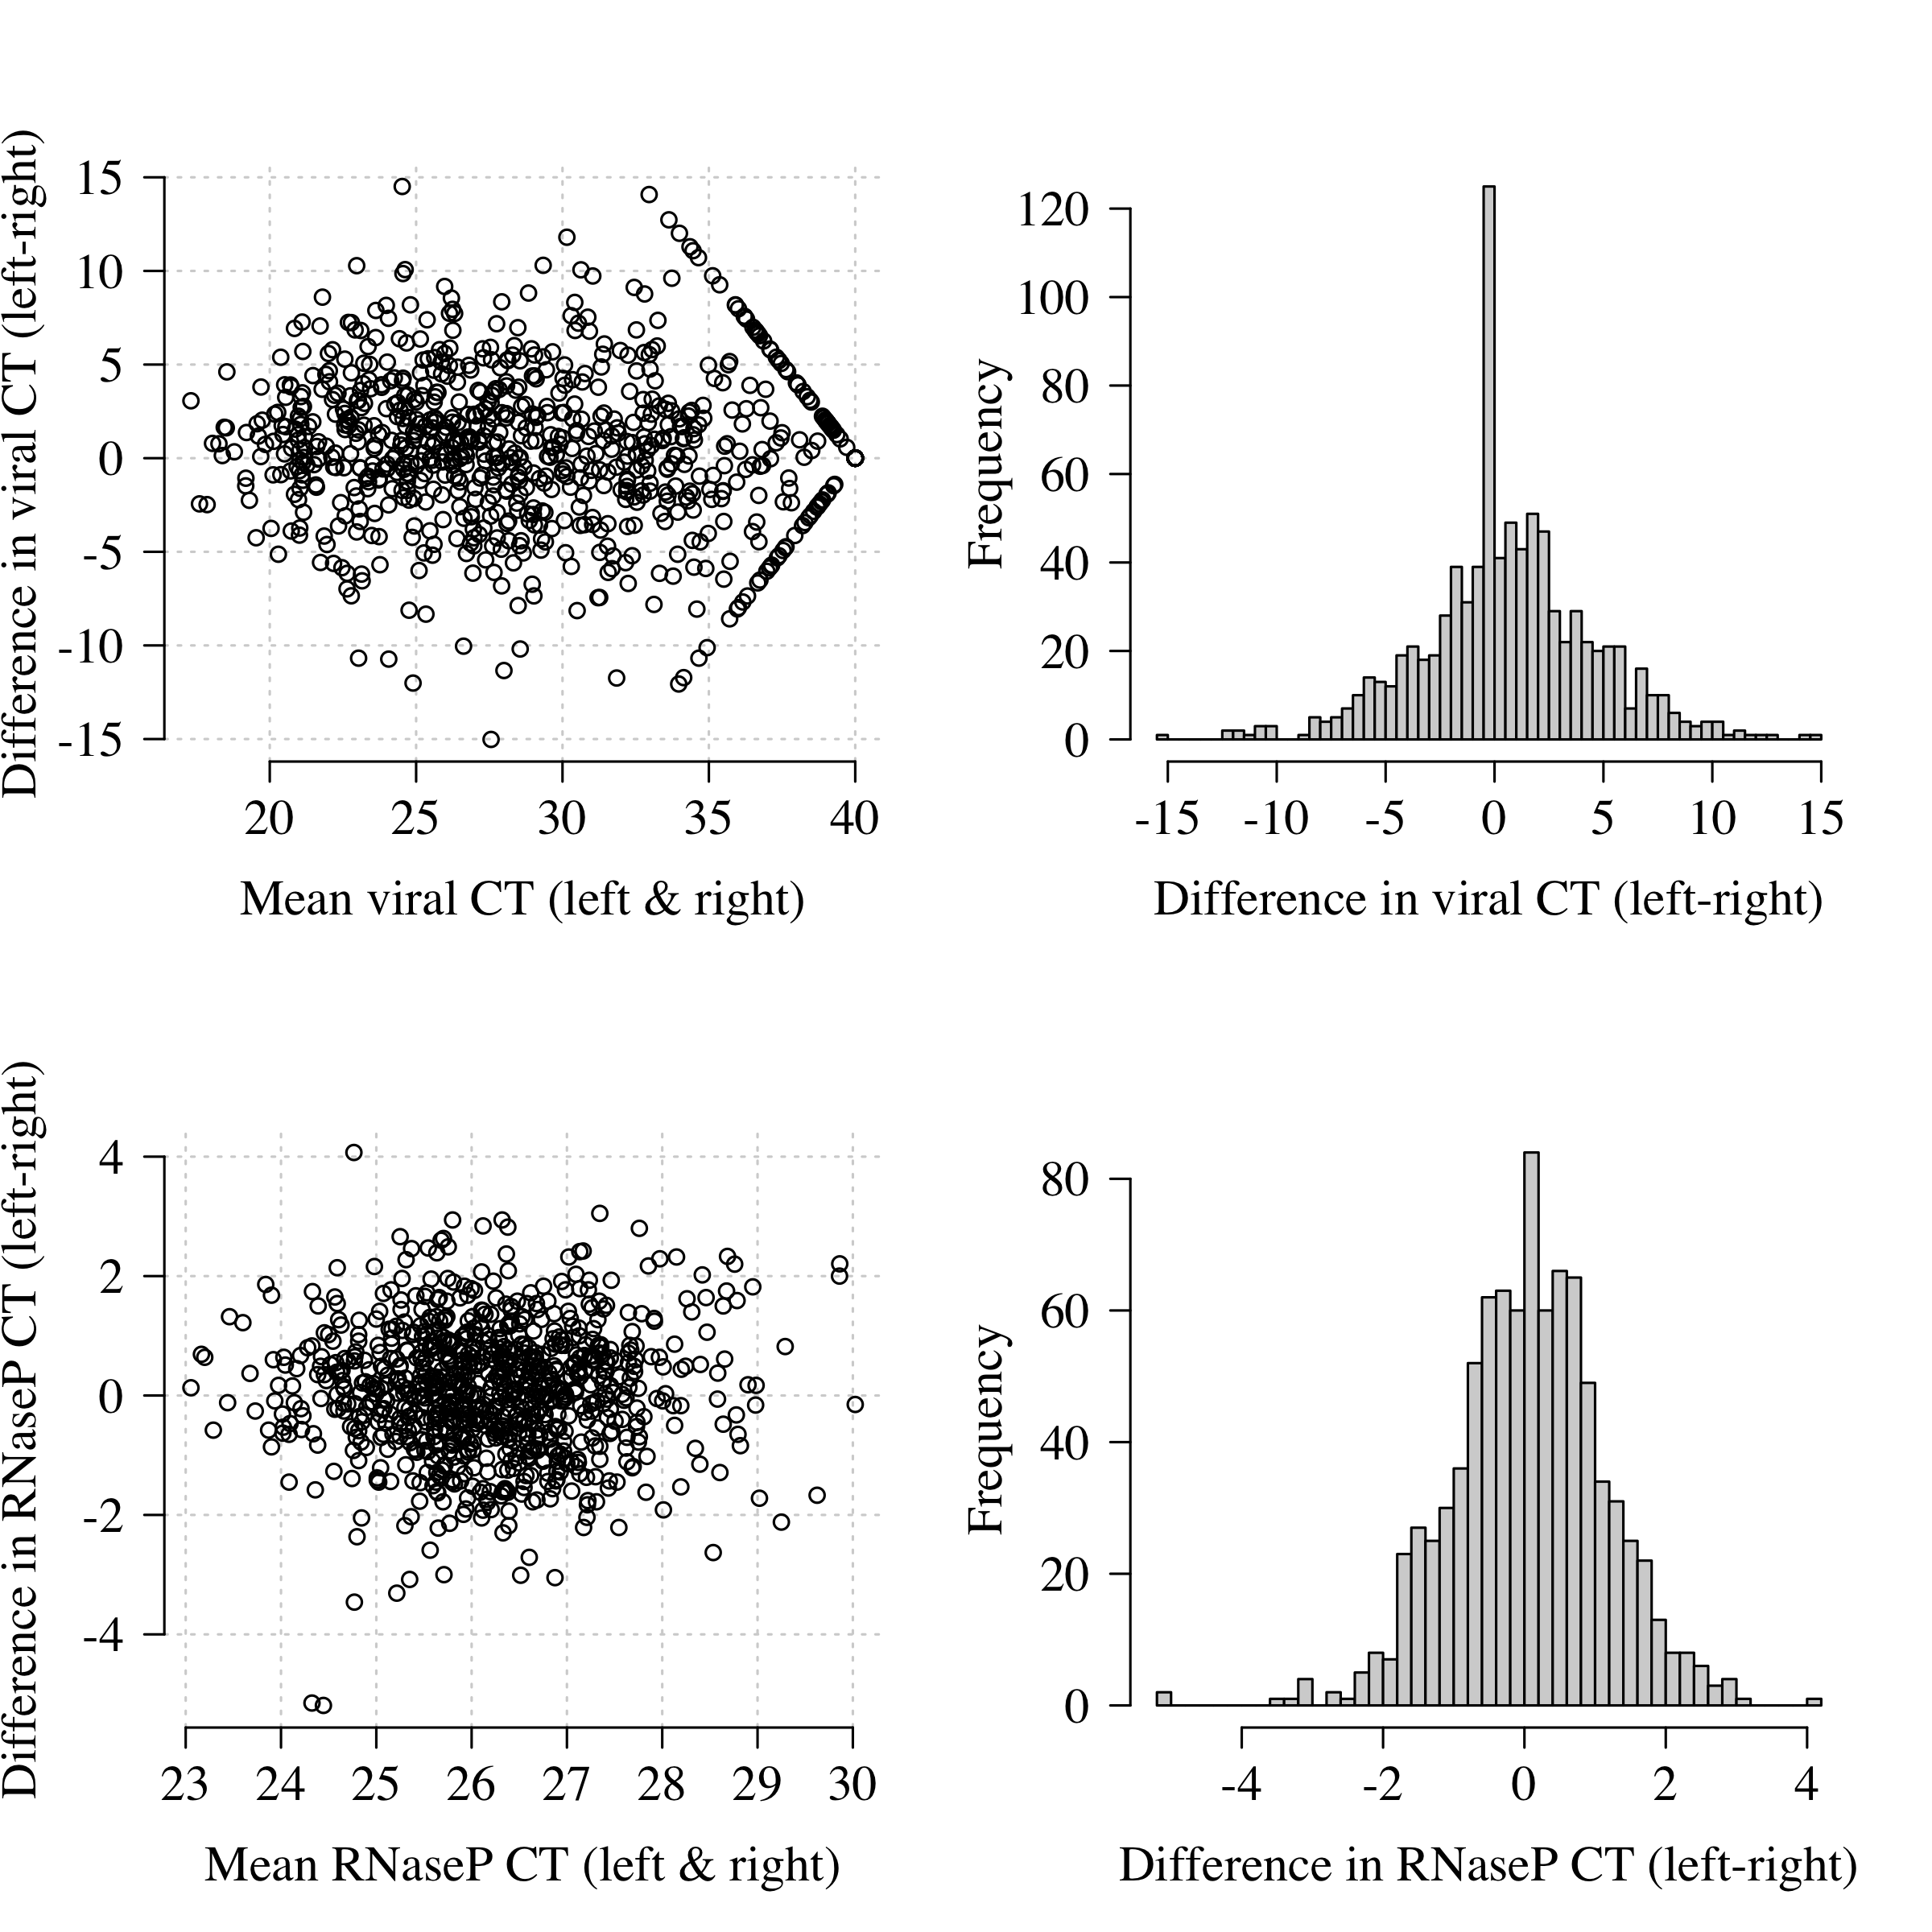 Difference in viral CT (left-right)
15
10
5
0
-5
-10
-15
20 25 30 35 40
Mean viral CT (left & right)
Frequency
120
100
80
60
40
20
0
-15 -10 -5 0 5 10 15
Difference in viral CT (left-right)
Difference in RNaseP CT (left-right)
4
2
0
-2
-4
23 24 25 26 27 28 29 30
Mean RNaseP CT (left & right)
Frequency
80
60
40
20
0
-4 -2 0 2 4
Difference in RNaseP CT (left-right)